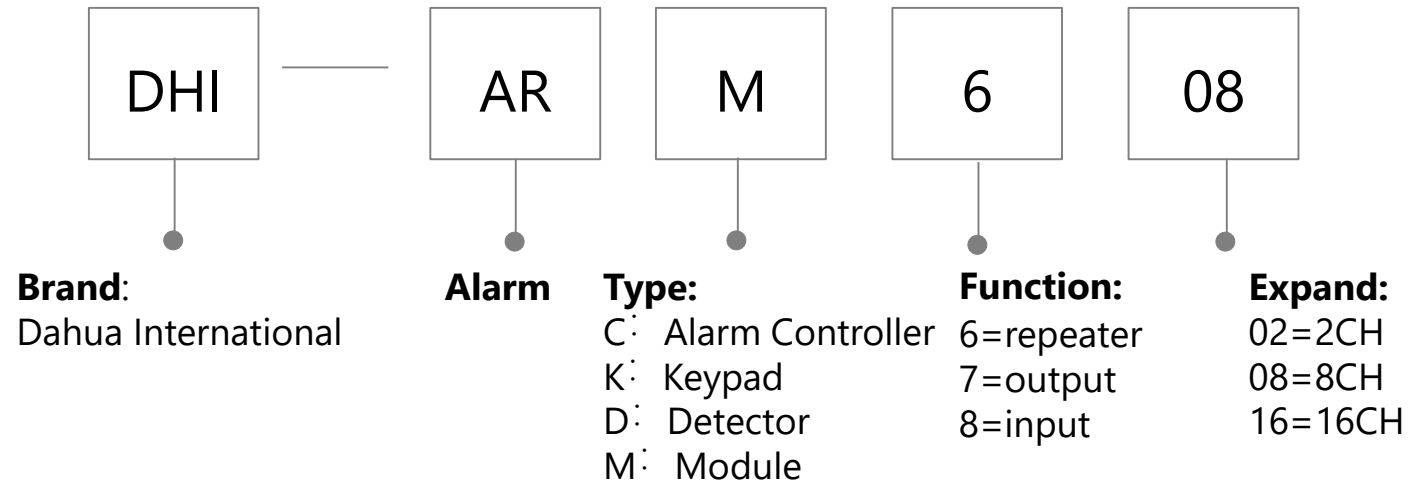 DHI — AR M 6 08
Brand: Alarm Type: Function: Expand:
Dahua International C： Alarm Controller 6=repeater 02=2CH
K： Keypad 7=output 08=8CH
D： Detector 8=input 16=16CH
M： Module